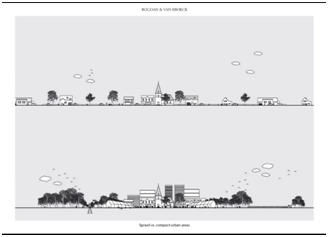 BOGDAN & VAN BROECK
Sprawl vs. compact urban areas